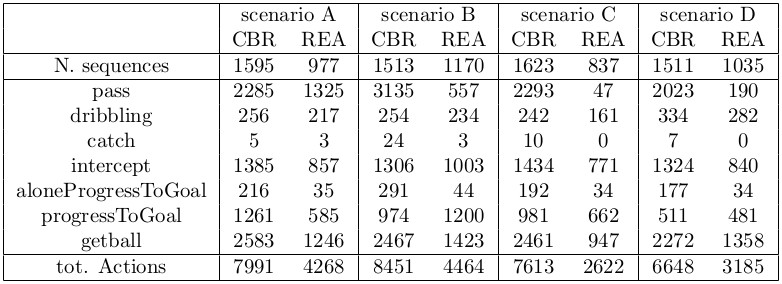 scenario A scenario B scenario C scenario D
CBR REA CBR REA CBR REA CBR REA
N. sequences 1595 977 1513 1170 1623 837 1511 1035
pass 2285 1325 3135 557 2293 47 2023 190
dribbling 256 217 254 234 242 161 334 282
catch 5 3 24 3 10 0 7 0
intercept 1385 857 1306 1003 1434 771 1324 840
aloneProgressToGoal 216 35 291 44 192 34 177 34
progressToGoal 1261 585 974 1200 981 662 511 481
getball 2583 1246 2467 1423 2461 947 2272 1358
tot. Actions 7991 4268 8451 4464 7613 2622 6648 3185